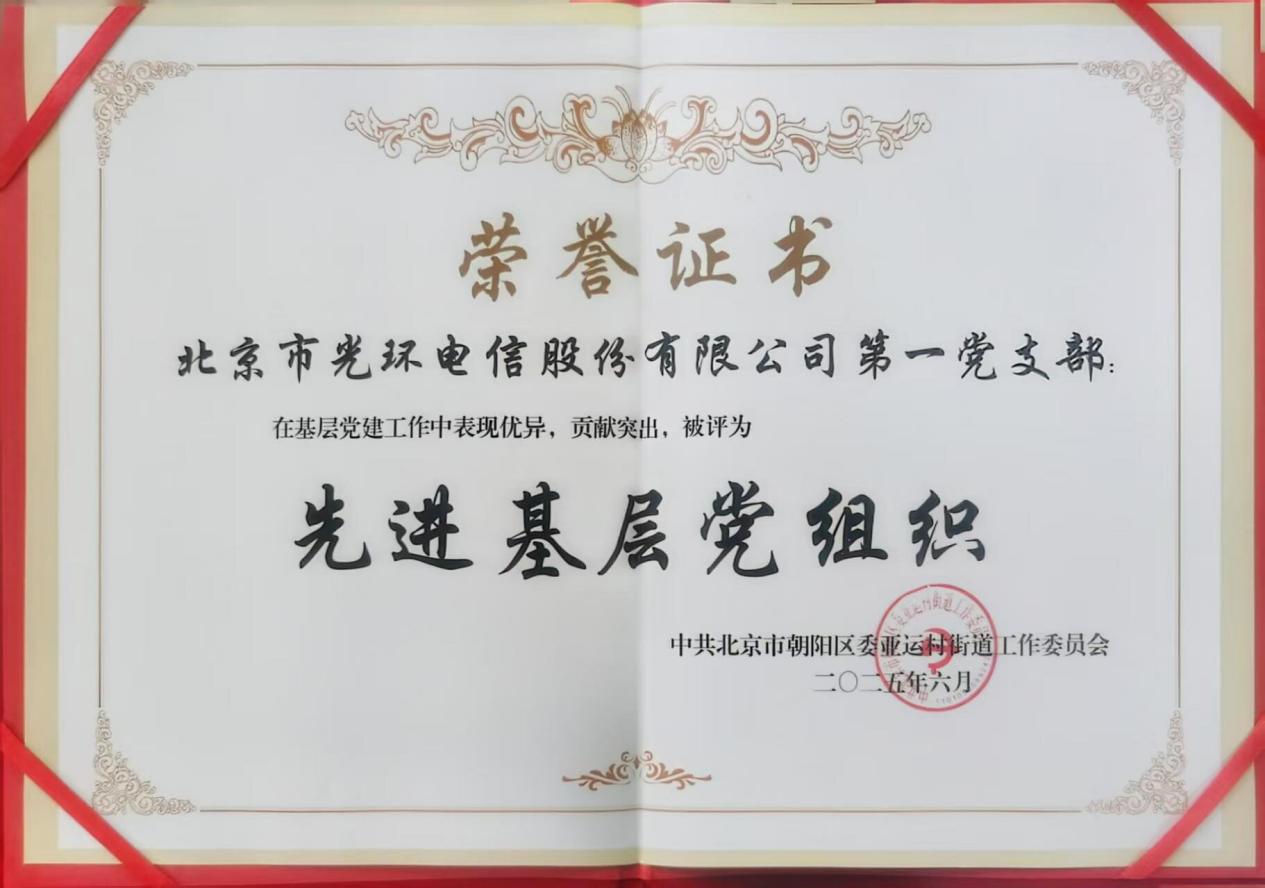 荣誉证书
北京市光环电信股份有限公司第一党支部:
在基层党建工作中表现优异，贡献突出，被评为
先进基层党组织
中共北京市朝阳区委亚运村街道工作委员会
二〇二五年六月